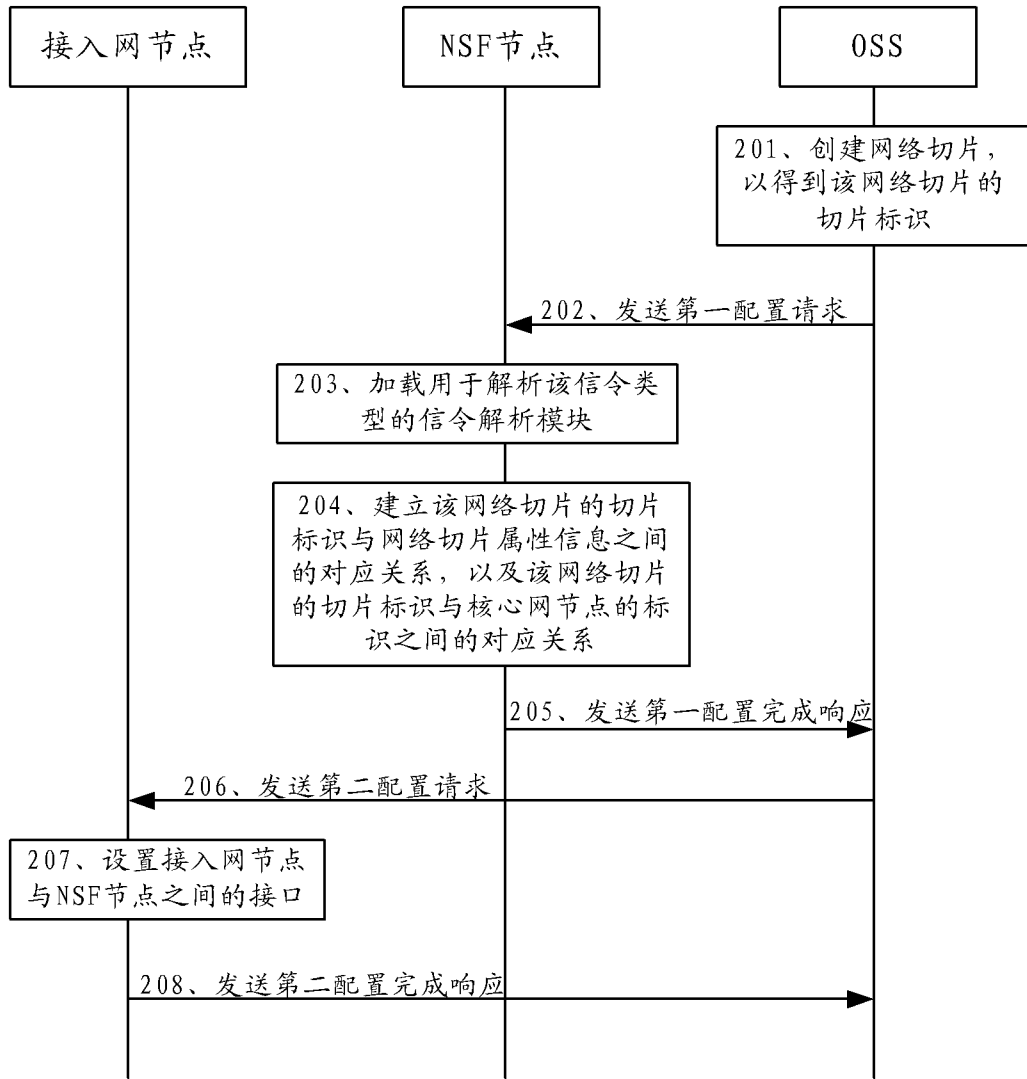 接入网节点
NSF节点
OSS
201、创建网络切片，
以得到该网络切片的
切片标识
202、发送第一配置请求
203、加载用于解析该信令类
型的信令解析模块
204、建立该网络切片的切片
标识与网络切片属性信息之间
的对应关系，以及该网络切片
的切片标识与核心网节点的标
识之间的对应关系
205、发送第一配置完成响应
206、发送第二配置请求
207、设置接入网节点
与NSF节点之间的接口
208、发送第二配置完成响应